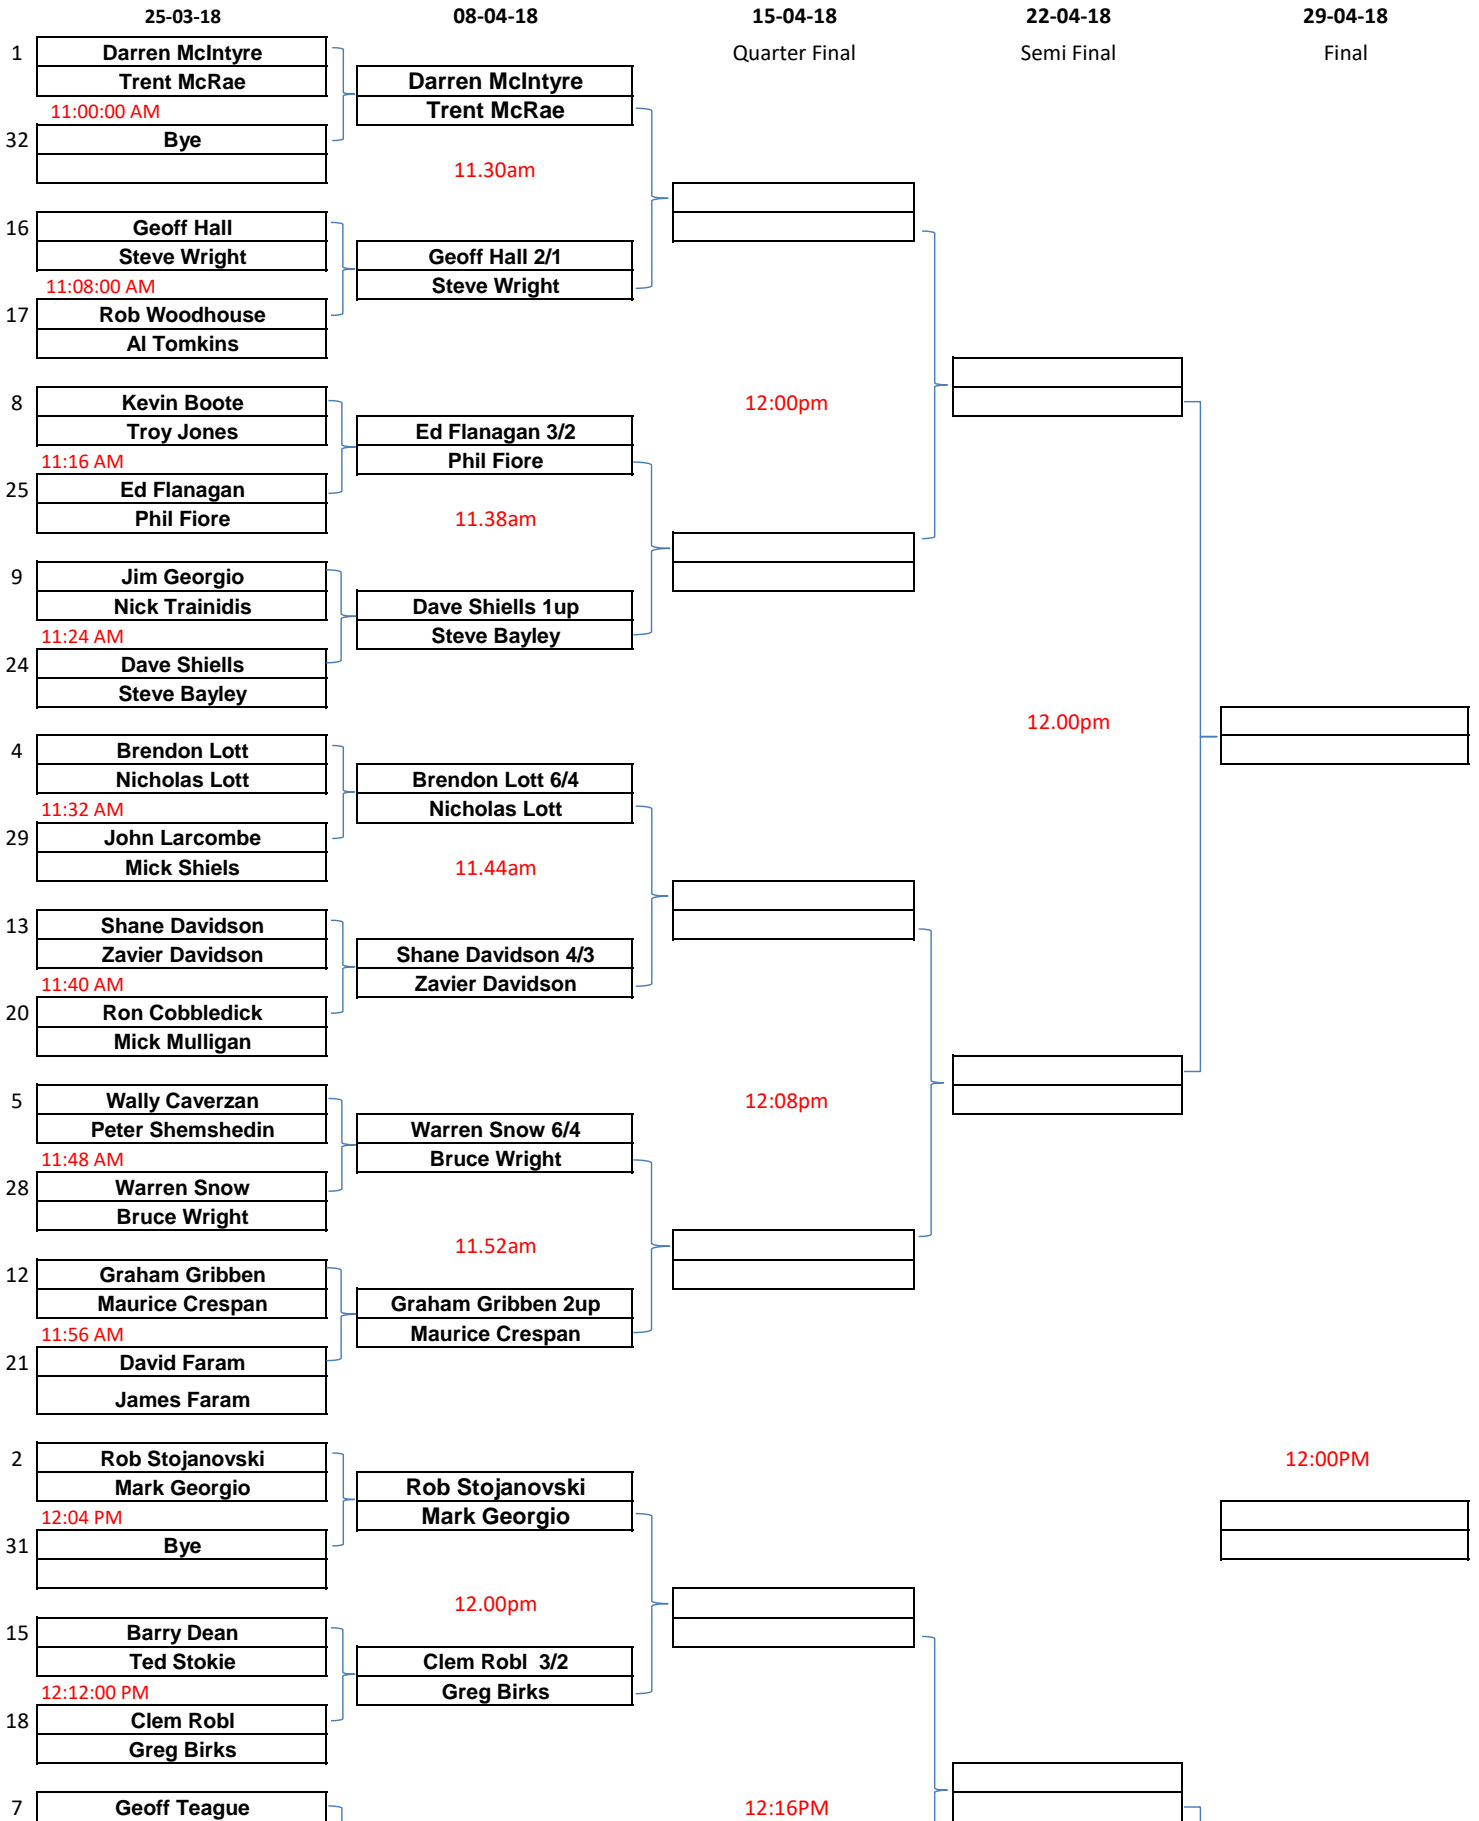 25-03-18 08-04-18 15-04-18 22-04-18 29-04-18
1 Darren McIntyre Quarter Final Semi Final Final
Trent McRae Darren McIntyre
11:00:00 AM Trent McRae
32 Bye
11.30am
16 Geoff Hall
Steve Wright Geoff Hall 2/1
11:08:00 AM Steve Wright
17 Rob Woodhouse
Al Tomkins
8 Kevin Boote 12:00pm
Troy Jones Ed Flanagan 3/2
11:16 AM Phil Fiore
25 Ed Flanagan
Phil Fiore 11.38am
9 Jim Georgio
Nick Trainidis Dave Shiells 1up
11:24 AM Steve Bayley
24 Dave Shiells
Steve Bayley
12.00pm
4 Brendon Lott
Nicholas Lott Brendon Lott 6/4
11:32 AM Nicholas Lott
29 John Larcombe
Mick Shiels 11.44am
13 Shane Davidson
Zavier Davidson Shane Davidson 4/3
11:40 AM Zavier Davidson
20 Ron Cobbledick
Mick Mulligan
5 Wally Caverzan 12:08pm
Peter Shemshedin Warren Snow 6/4
11:48 AM Bruce Wright
28 Warren Snow
Bruce Wright
11.52am
12 Graham Gribben
Maurice Crespan Graham Gribben 2up
11:56 AM Maurice Crespan
21 David Faram
James Faram
2 Rob Stojanovski 12:00PM
Mark Georgio Rob Stojanovski
12:04 PM Mark Georgio
31 Bye
12.00pm
15 Barry Dean
Ted Stokie Clem Robl 3/2
12:12:00 PM Greg Birks
18 Clem Robl
Greg Birks
7 Geoff Teague 12:16PM